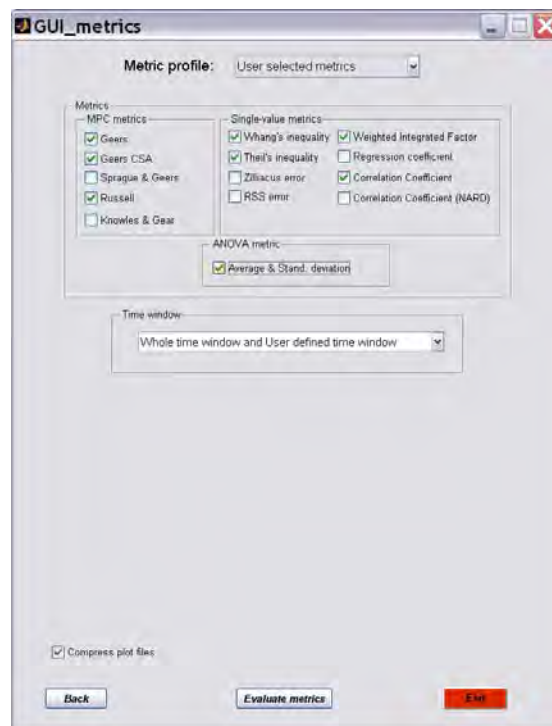 GUI_metrics
Metric profile: User selected metrics
Metrics
MPC metrics
Geers
Geers CSA
Sprague & Geers
Russell
Knowles & Gear
Single-value metrics
Whang's inequality
Theil's inequality
Zilliacus error
RSS error
Weighted Integrated Factor
Regression coefficient
Correlation Coefficient
Correlation Coefficient (NARD)
ANOVA metric
Average & Stand. deviation
Time window
Whole time window and User defined time window
Compress plot files
Back
Evaluate metrics
Exit